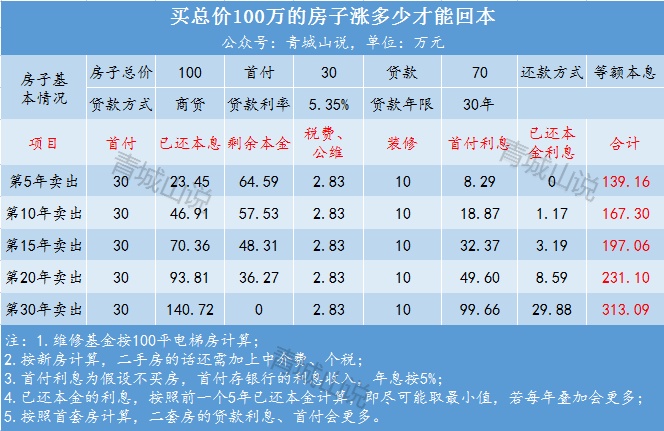 买总价100万的房子涨多少才能回本
公众号：青城山说，单位：万元
房子基本情况 房子总价 100 首付 30 贷款 70 还款方式 等额本息
贷款方式 商贷 贷款利率 5.35% 贷款年限 30年
项目 首付 已还本息 剩余本金 税费、公维 装修 首付利息 已还本金利息 合计
第5年卖出 30 23.45 64.59 2.83 10 8.29 0 139.16
第10年卖出 30 46.91 57.53 2.83 10 18.87 1.17 167.30
第15年卖出 30 70.36 48.31 2.83 10 32.37 3.19 197.06
第20年卖出 30 93.81 36.27 2.83 10 49.60 8.59 231.10
第30年卖出 30 140.72 0 2.83 10 99.66 29.88 313.09
注：1.维修基金按100平电梯房计算；
2.按新房计算，二手房的话还需加上中介费、个税；
3.首付利息为假设不买房，首付存银行的利息收入，年息按5%；
4.已还本金的利息，按照前一个5年已还本金计算，即尽可能取最小值，若每年叠加会更多；
5.按照首套房计算，二套房的贷款利息、首付会更多。
青城山说
青城山说
青城山说